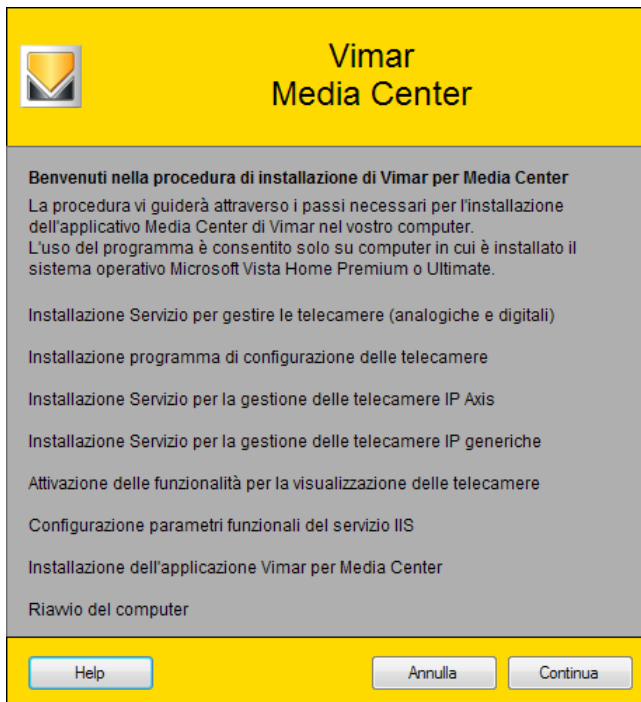 Vimar
Media Center
Benvenuti nella procedura di installazione di Vimar per Media Center
La procedura vi guiderà attraverso i passi necessari per l'installazione
dell'applicativo Media Center di Vimar nel vostro computer.
L'uso del programma è consentito solo su computer in cui è installato il
sistema operativo Microsoft Vista Home Premium o Ultimate.
Installazione Servizio per gestire le telecamere (analogiche e digitali)
Installazione programma di configurazione delle telecamere
Installazione Servizio per la gestione delle telecamere IP Axis
Installazione Servizio per la gestione delle telecamere IP generiche
Attivazione delle funzionalità per la visualizzazione delle telecamere
Configurazione parametri funzionali del servizio IIS
Installazione dell'applicazione Vimar per Media Center
Riavvio del computer
Help
Annulla
Continua